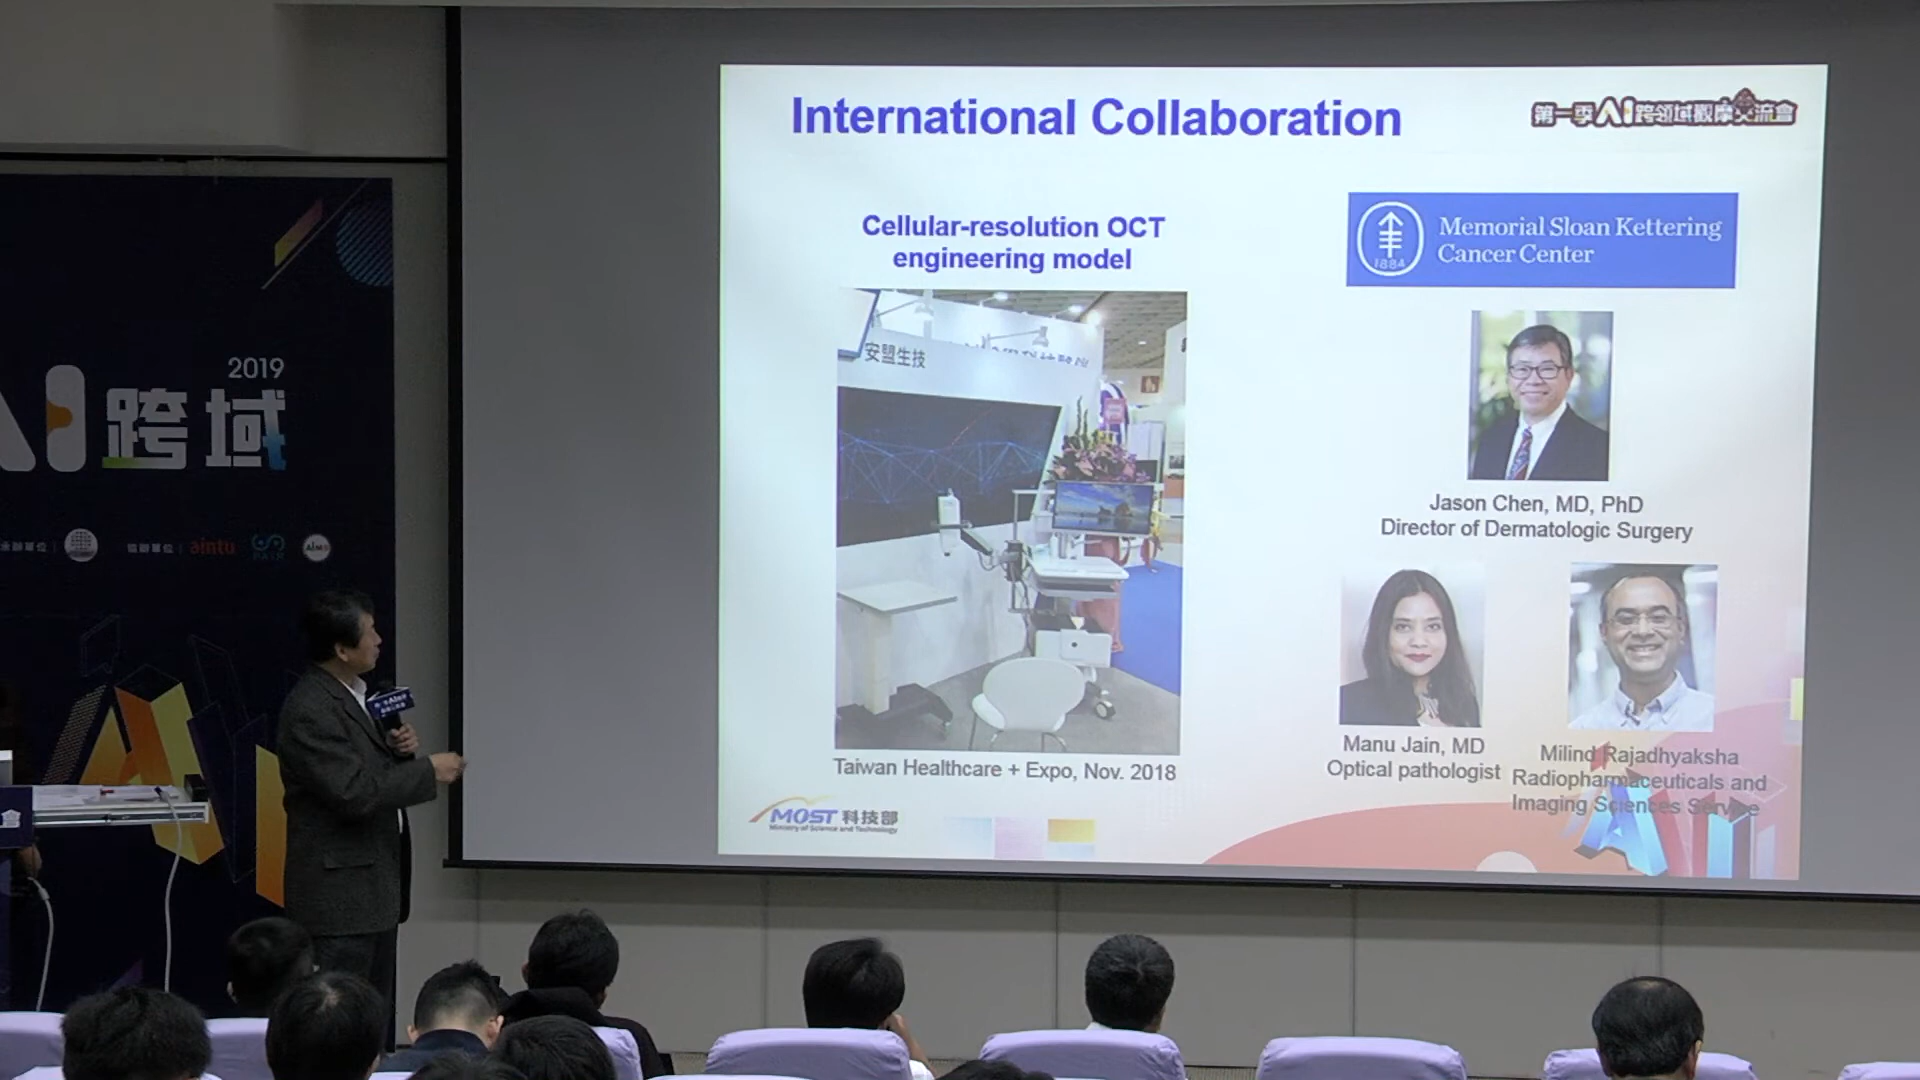 International Collaboration
第一季AI跨領域觀摩交流會
Cellular-resolution OCT
engineering model
Memorial Sloan Kettering
Cancer Center
1884
安盟生技
Jason Chen, MD, PhD
Director of Dermatologic Surgery
Manu Jain, MD
Optical pathologist
Milind Rajadhyaksha
Radiopharmaceuticals and
Imaging Sciences Service
Taiwan Healthcare + Expo, Nov. 2018
MOST 科技部
Ministry of Science and Technology
2019
AI 跨域
aintu